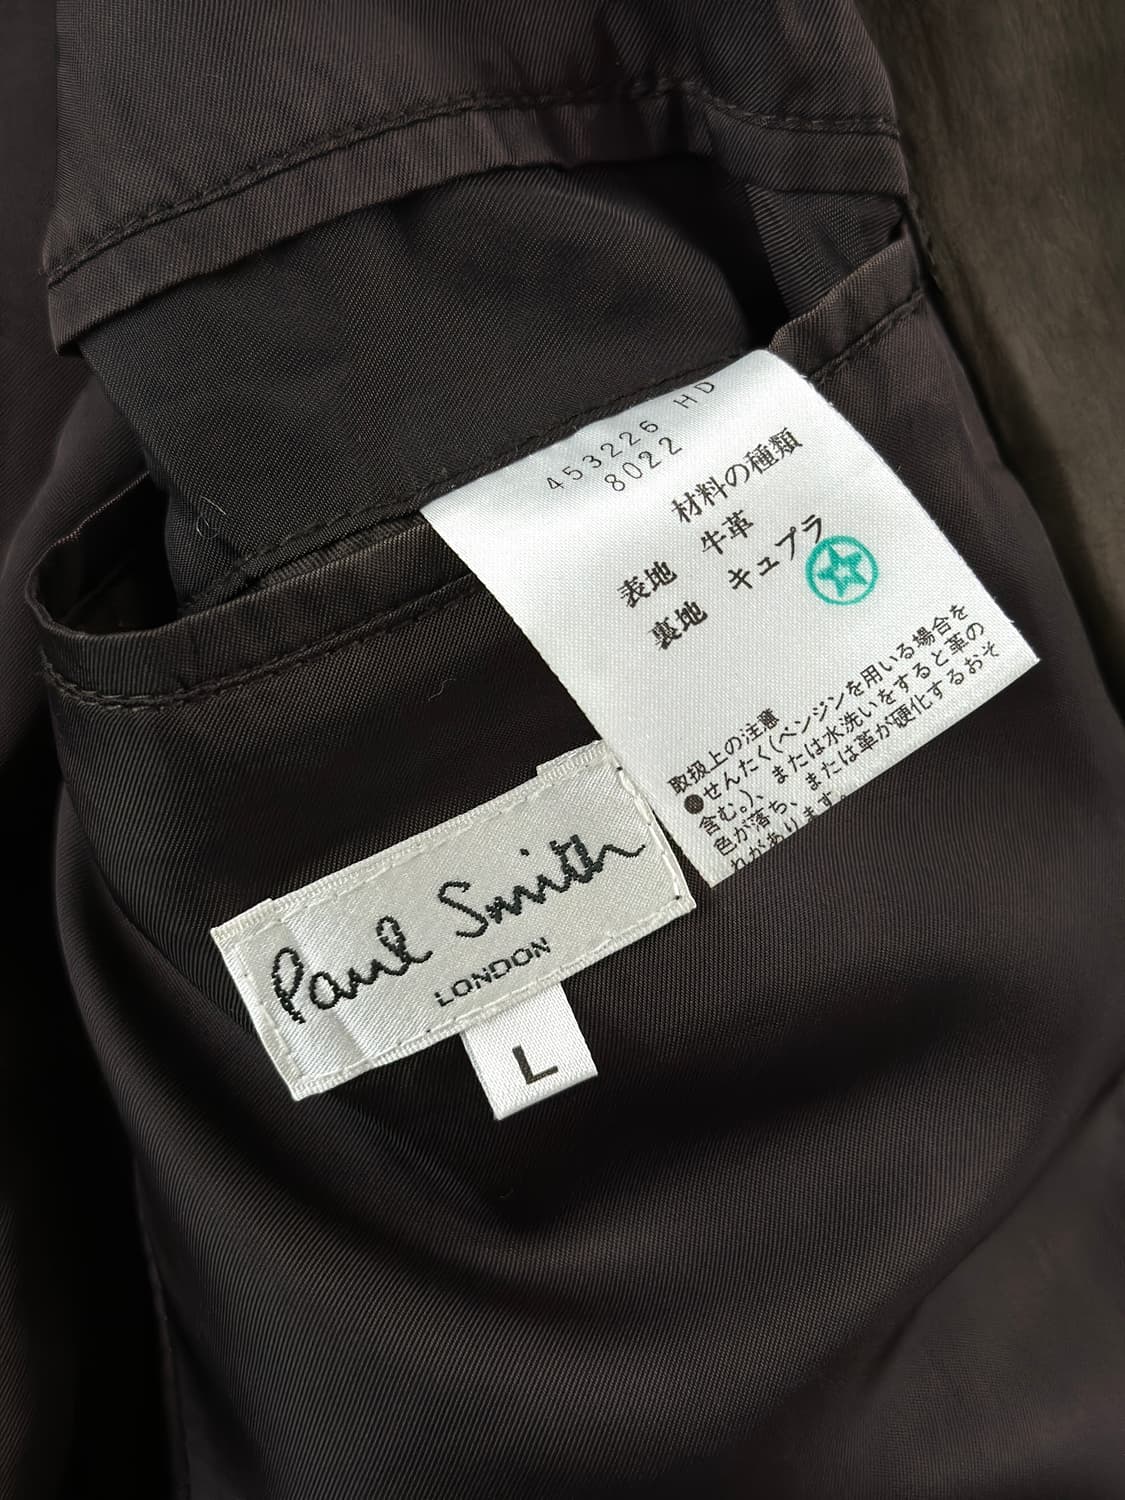 453226 HD
8022
材料の種類
表地 牛革
裏地 キュプラ
取扱上の注意
●せんたく(ベンジンを用いる場合を
含む。)、または水洗いをすると革の
色が落ち、または革が硬化するおそ
れがあります。
Paul Smith
LONDON
L